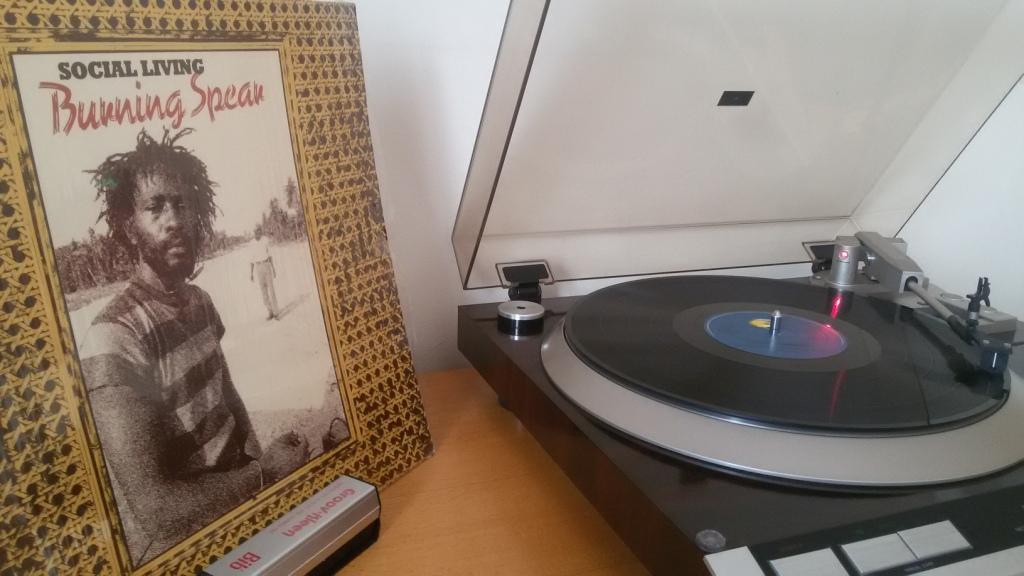 SOCIAL LIVING
Burning Spear
Groov-Kleen
Bib